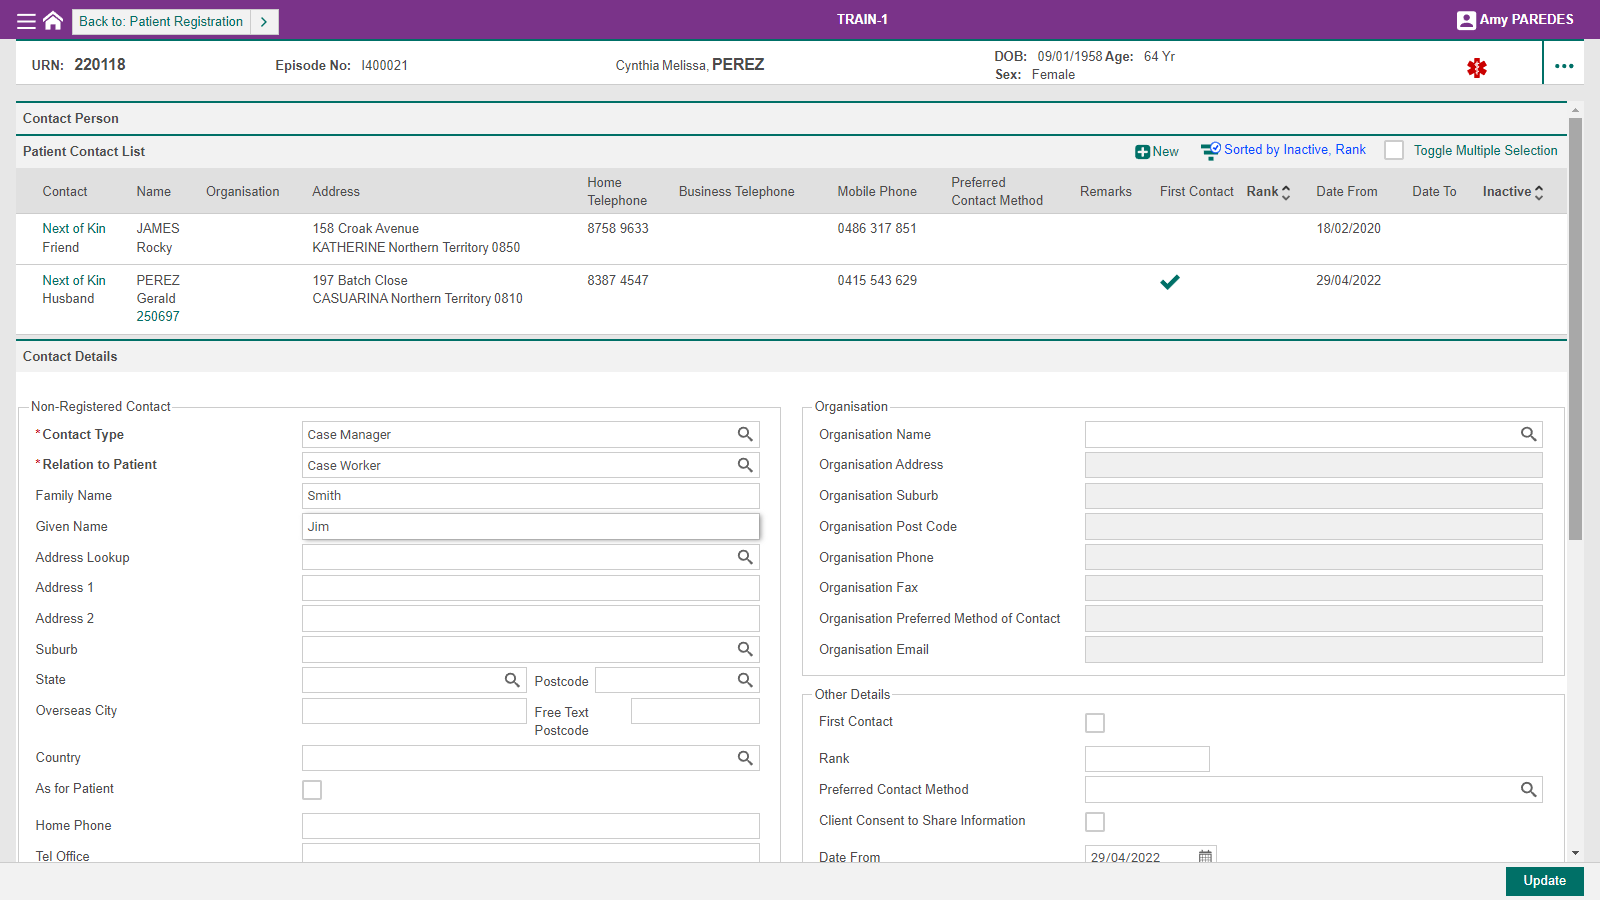 Back to: Patient Registration
TRAIN-1
Amy PAREDES
URN: 220118
Episode No: I400021
Cynthia Melissa, PEREZ
DOB: 09/01/1958 Age: 64 Yr
Sex: Female
Contact Person
Patient Contact List
New
Sorted by Inactive, Rank
Toggle Multiple Selection
Contact Name Organisation Address Home Telephone Business Telephone Mobile Phone Preferred Contact Method Remarks First Contact Rank Date From Date To Inactive
Next of Kin JAMES 158 Croak Avenue 8758 9633 0486 317 851 18/02/2020
Friend Rocky KATHERINE Northern Territory 0850
Next of Kin PEREZ 197 Batch Close 8387 4547 0415 543 629 29/04/2022
Husband Gerald CASUARINA Northern Territory 0810
250697
Contact Details
Non-Registered Contact
*Contact Type Case Manager
*Relation to Patient Case Worker
Family Name Smith
Given Name Jim
Address Lookup
Address 1
Address 2
Suburb
State Postcode
Overseas City Free Text Postcode
Country
As for Patient
Home Phone
Tel Office
Organisation
Organisation Name
Organisation Address
Organisation Suburb
Organisation Post Code
Organisation Phone
Organisation Fax
Organisation Preferred Method of Contact
Organisation Email
Other Details
First Contact
Rank
Preferred Contact Method
Client Consent to Share Information
Date From 29/04/2022
Update